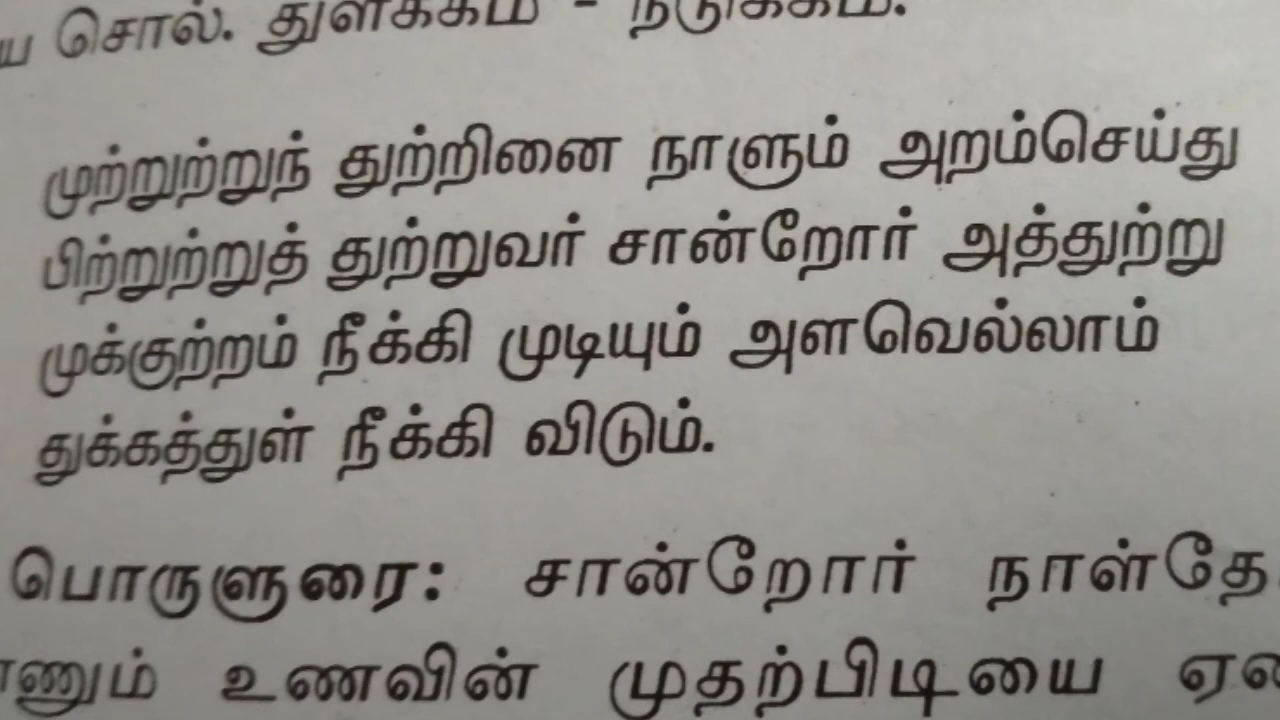 சொல். துளக்கம் - நடுக்கம்.
முற்றுற்றுந் துற்றினை நாளும் அறம்செய்து
பிற்றுற்றுத் துற்றுவர் சான்றோர் அத்துற்று
முக்குற்றம் நீக்கி முடியும் அளவெல்லாம்
துக்கத்துள் நீக்கி விடும்.
பொருளுரை: சான்றோர்
உணவின் முதற்பிடியை